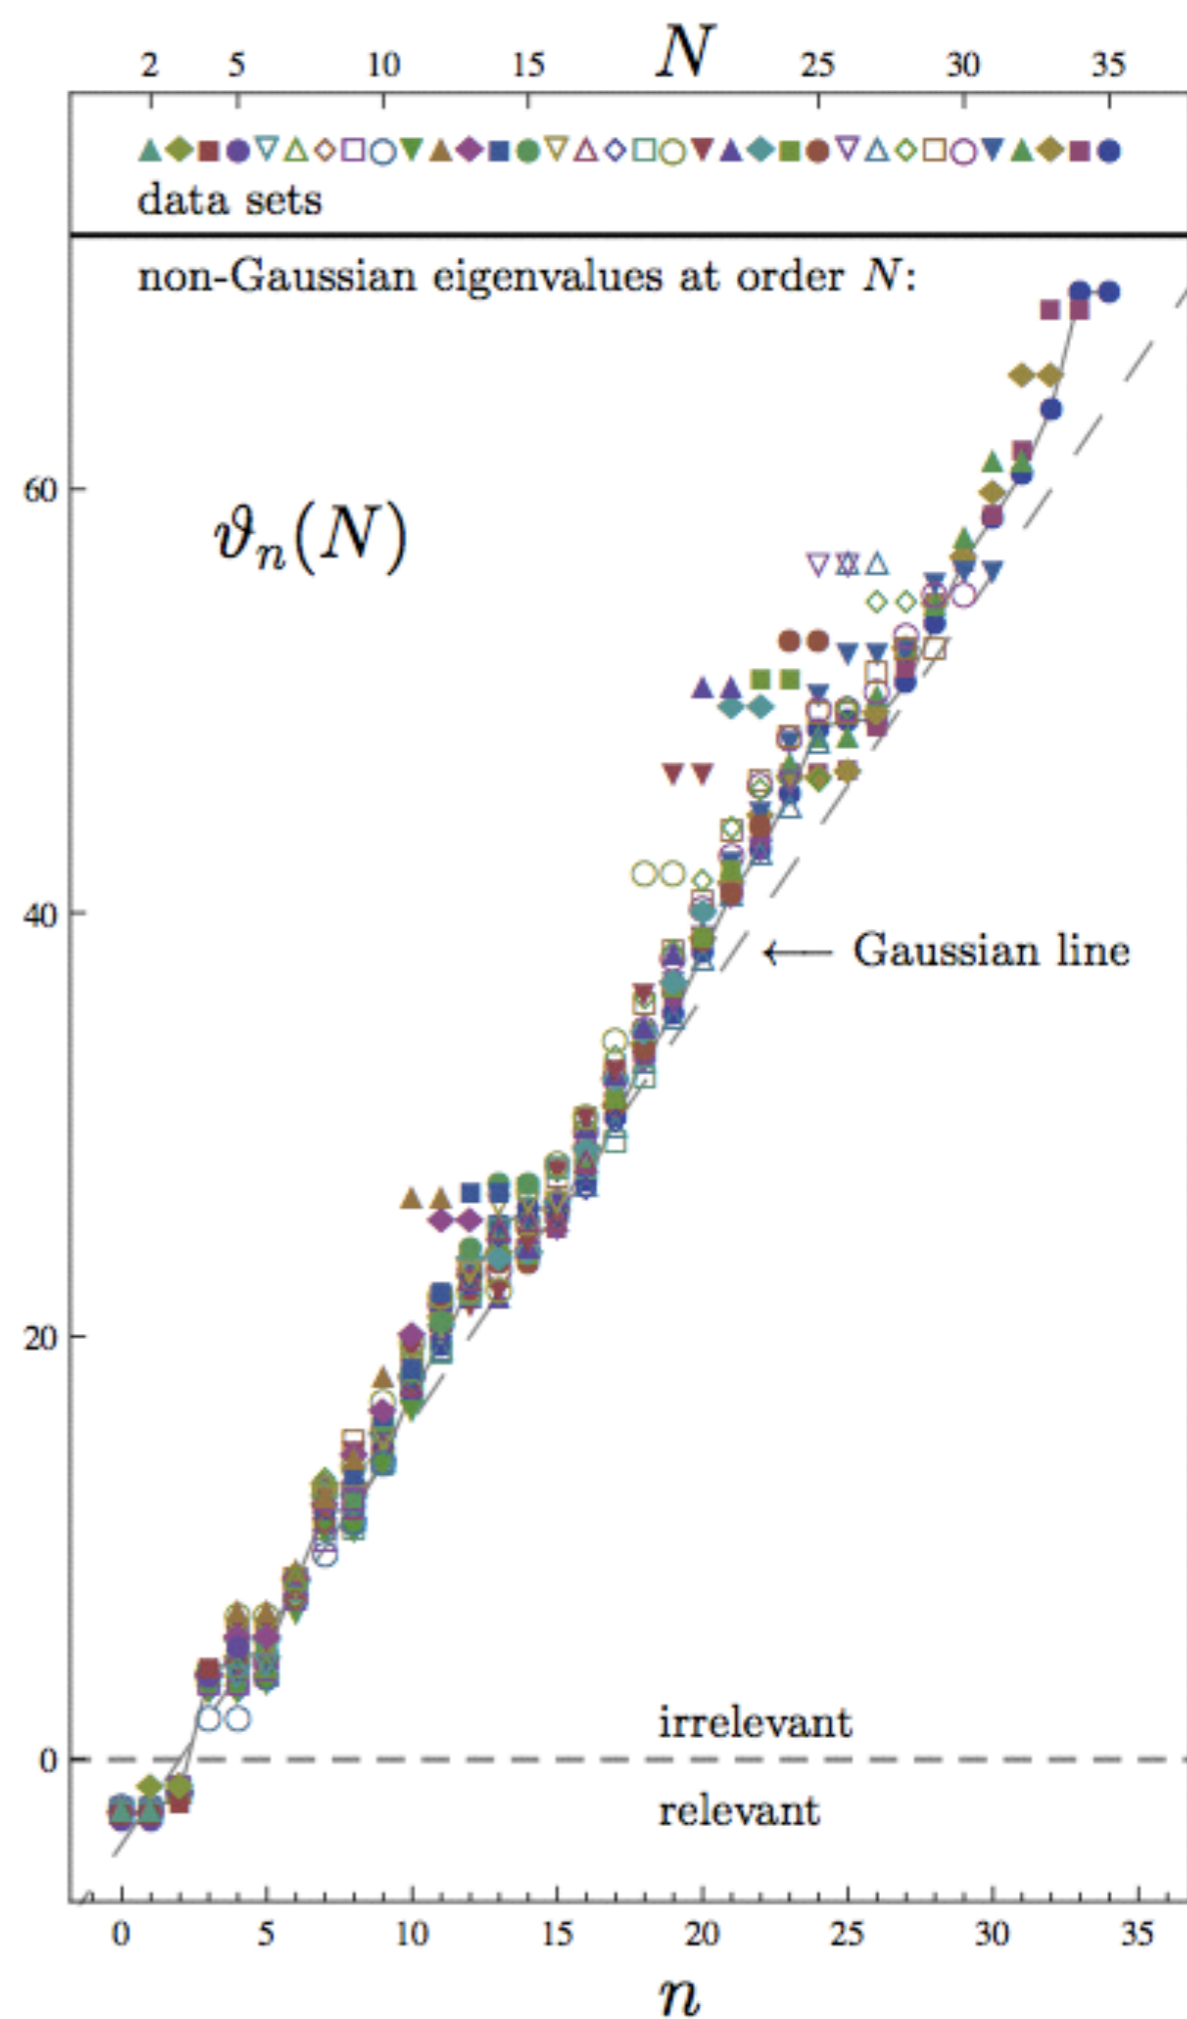 N
2 5 10 15 25 30 35
data sets
non-Gaussian eigenvalues at order N:
60
ϑn(N)
40
Gaussian line
20
irrelevant
0
relevant
0 5 10 15 20 25 30 35
n